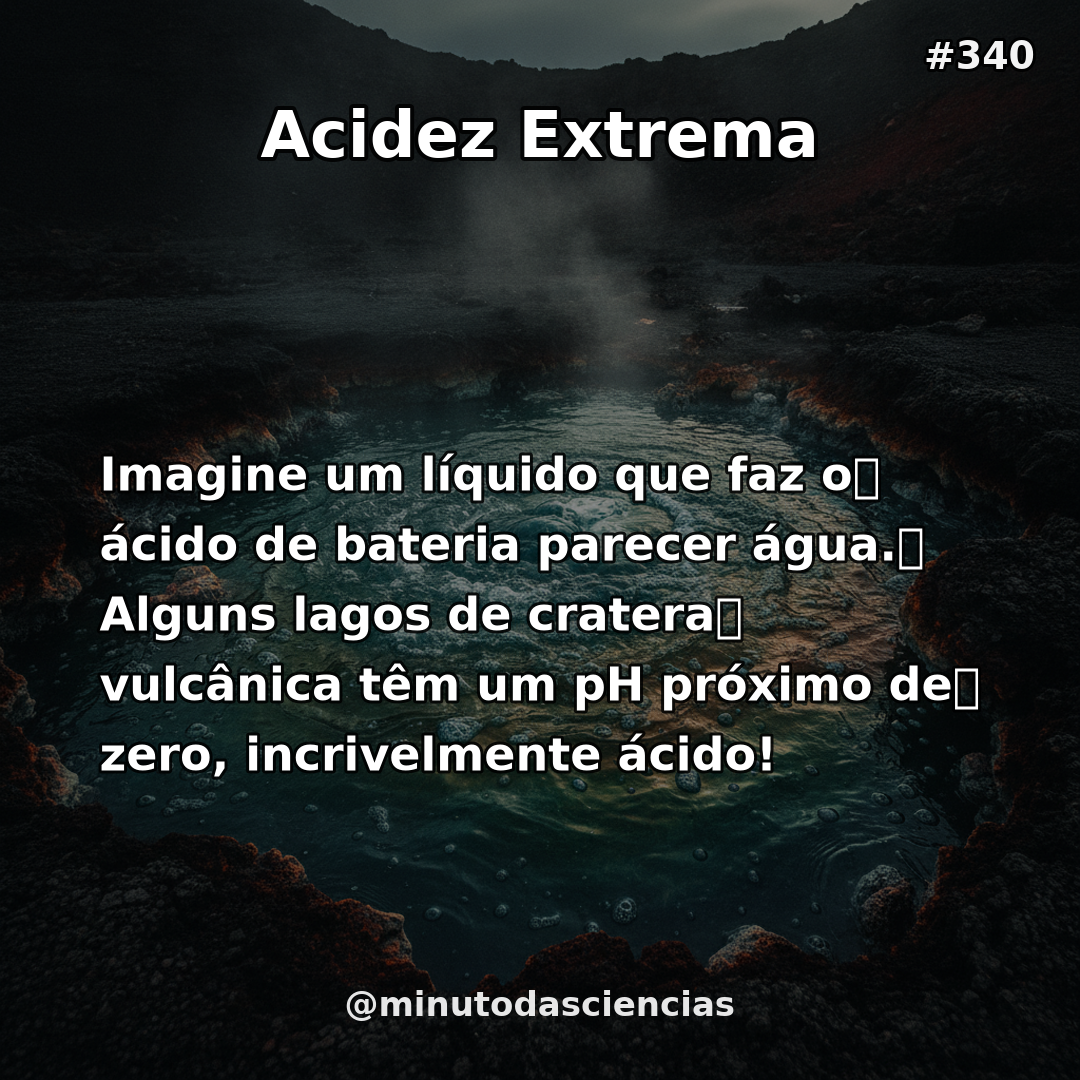 #340
Acidez Extrema
Imagine um líquido que faz o▯
ácido de bateria parecer água.▯
Alguns lagos de cratera▯
vulcânica têm um pH próximo de▯
zero, incrivelmente ácido!
@minutodasciencias